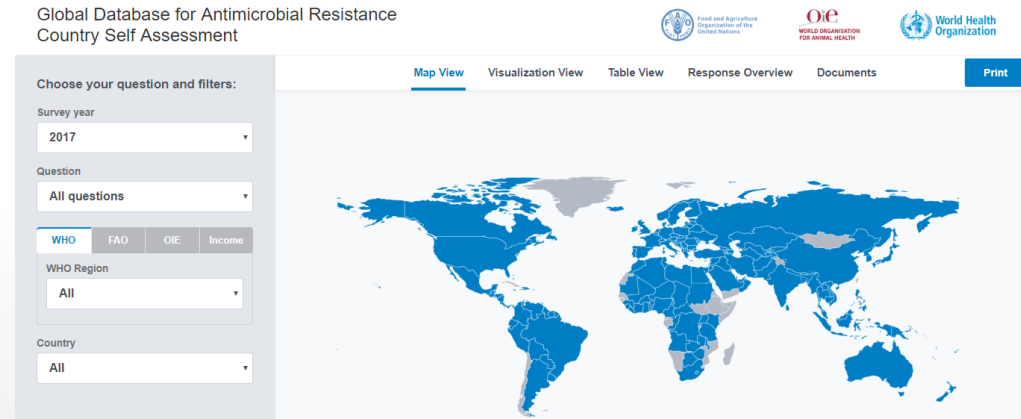 Global Database for Antimicrobial Resistance
Country Self Assessment
Food and Agriculture
Organization of the
United Nations
OIE
WORLD ORGANISATION
FOR ANIMAL HEALTH
World Health
Organization
Choose your question and filters:
Survey year
2017
Question
All questions
WHO FAO OIE Income
WHO Region
All
Country
All
Map View Visualization View Table View Response Overview Documents Print